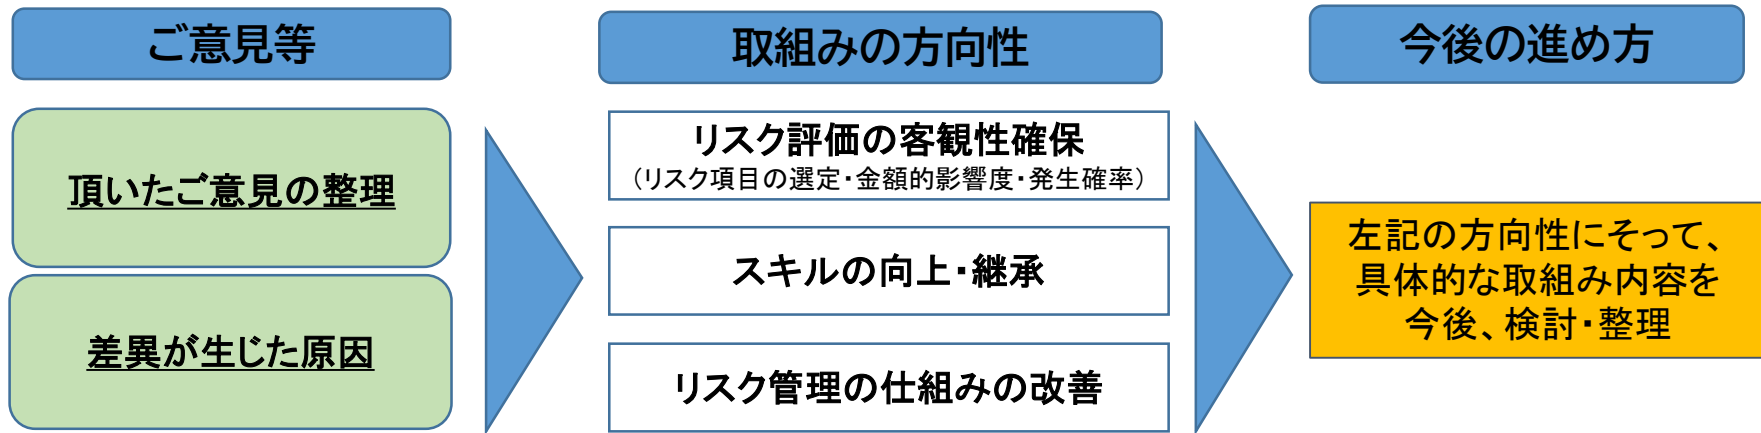 ご意見等
頂いたご意見の整理
差異が生じた原因
取組みの方向性
リスク評価の客観性確保
（リスク項目の選定・金額的影響度・発生確率）
スキルの向上・継承
リスク管理の仕組みの改善
今後の進め方
左記の方向性にそって、
具体的な取組み内容を
今後、検討・整理